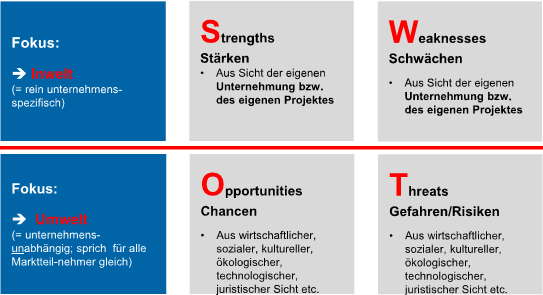 Fokus:
➔ Inwelt
(= rein unternehmens-
spezifisch)
Strengths
Stärken
• Aus Sicht der eigenen
Unternehmung bzw.
des eigenen Projektes
Weaknesses
Schwächen
• Aus Sicht der eigenen
Unternehmung bzw.
des eigenen Projektes
Fokus:
➔ Umwelt
(= unternehmens-
unabhängig; sprich für alle
Marktteil-nehmer gleich)
Opportunities
Chancen
• Aus wirtschaftlicher,
sozialer, kultureller,
ökologischer,
technologischer,
juristischer Sicht etc.
Threats
Gefahren/Risiken
• Aus wirtschaftlicher,
sozialer, kultureller,
ökologischer,
technologischer,
juristischer Sicht etc.